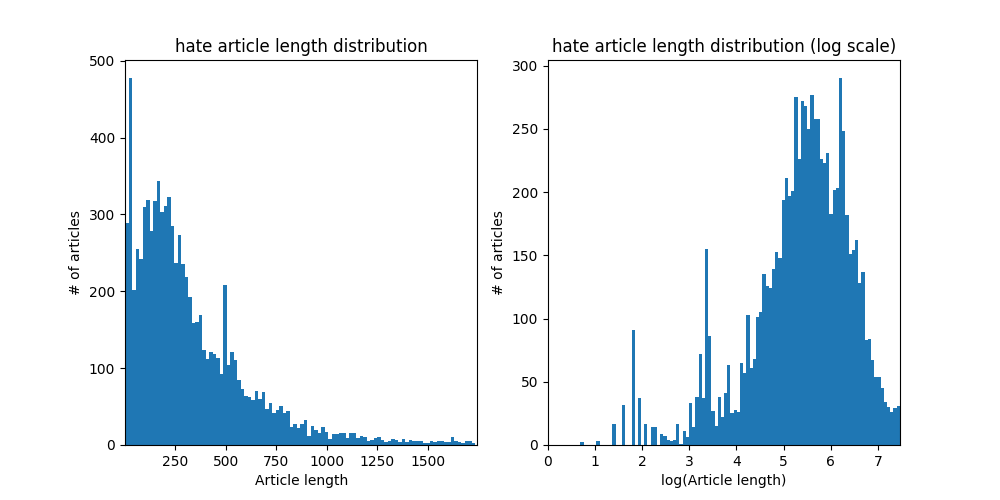 hate article length distribution
500
400
300
200
100
0
# of articles
250 500 750 1000 1250 1500
Article length
hate article length distribution (log scale)
300
250
200
150
100
50
0
# of articles
0 1 2 3 4 5 6 7
log(Article length)